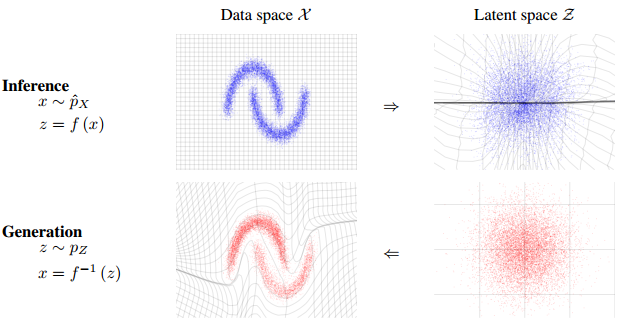 Data space 𝒳
Latent space 𝒵
Inference
x ∼ p̂_X
z = f (x)
⇒
Generation
z ∼ p_Z
x = f⁻¹ (z)
⇐